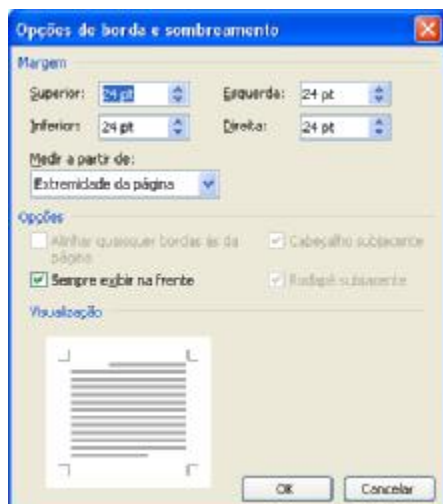 Opções de borda e sombreamento
Margem
Superior: 24 pt Esquerda: 24 pt
Inferior: 24 pt Direita: 24 pt
Medir a partir de:
Extremidade da página
Opções
Alinhar quaisquer bordas às da Cabeçalho subjacente
página
Sempre exibir na frente Rodapé subjacente
Visualização
OK Cancelar